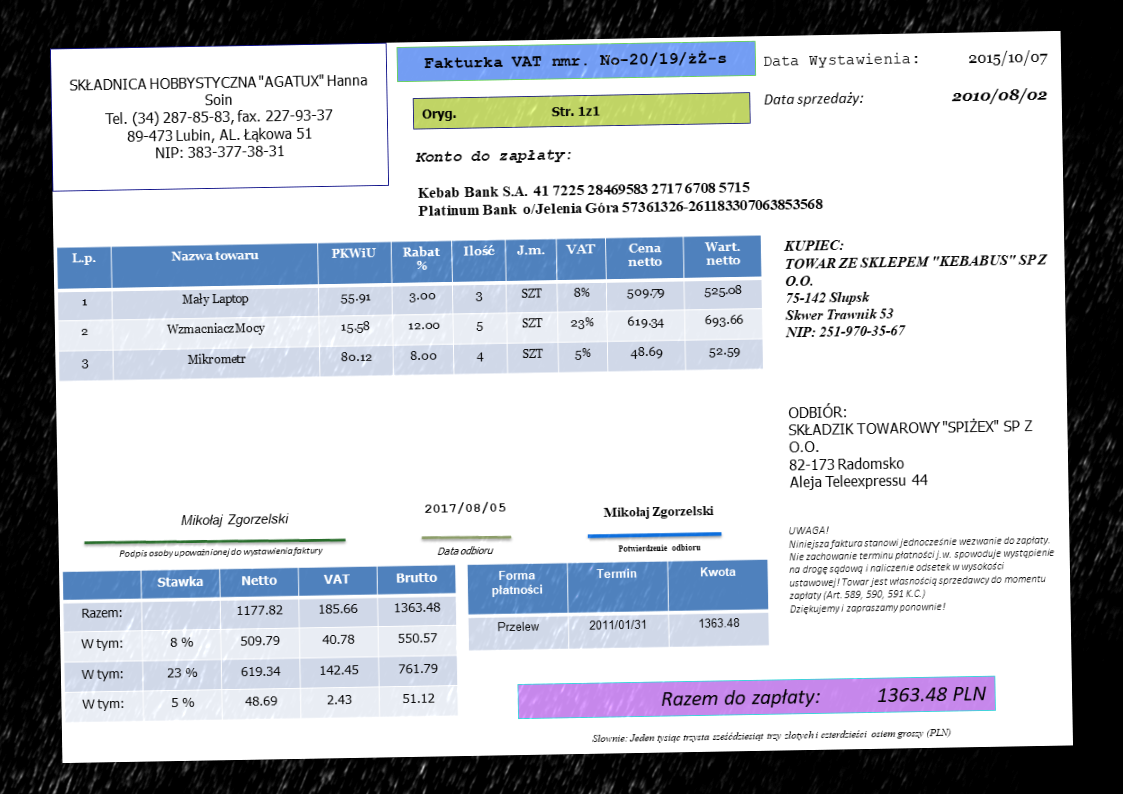 SKŁADNICA HOBBYSTYCZNA "AGATUX" Hanna
Soin
Tel. (34) 287-85-83, fax. 227-93-37
89-473 Lubin, AL. Łąkowa 51
NIP: 383-377-38-31
Fakturka VAT nmr. No-20/19/żŻ-s
Oryg. Str. 1z1
Data Wystawienia: 2015/10/07
Data sprzedaży: 2010/08/02
Konto do zapłaty:
Kebab Bank S.A. 41 7225 28469583 2717 6708 5715
Platinum Bank o/Jelenia Góra 57361326-261183307063853568
L.p. Nazwa towaru PKWiU Rabat % Ilość J.m. VAT Cena netto Wart. netto
1 Mały Laptop 55.91 3.00 3 SZT 8% 509.79 525.08
2 Wzmacniacz Mocy 15.58 12.00 5 SZT 23% 619.34 693.66
3 Mikrometr 80.12 8.00 4 SZT 5% 48.69 52.59
KUPIEC:
TOWAR ZE SKLEPEM "KEBABUS" SP Z
O.O.
75-142 Słupsk
Skwer Trawnik 53
NIP: 251-970-35-67
ODBIÓR:
SKŁADZIK TOWAROWY "SPIŻEX" SP Z
O.O.
82-173 Radomsko
Aleja Teleexpressu 44
Mikołaj Zgorzelski
Podpis osoby upoważnionej do wystawienia faktury
2017/08/05
Data odbioru
Mikołaj Zgorzelski
Potwierdzenie odbioru
UWAGA!
Niniejsza faktura stanowi jednocześnie wezwanie do zapłaty.
Nie zachowanie terminu płatności j.w. spowoduje wystąpienie
na drogę sądową i naliczenie odsetek w wysokości
ustawowej! Towar jest własnością sprzedawcy do momentu
zapłaty (Art. 589, 590, 591 K.C.)
Dziękujemy i zapraszamy ponownie!
Stawka Netto VAT Brutto
Razem: 1177.82 185.66 1363.48
W tym: 8 % 509.79 40.78 550.57
W tym: 23 % 619.34 142.45 761.79
W tym: 5 % 48.69 2.43 51.12
Forma płatności Termin Kwota
Przelew 2011/01/31 1363.48
Razem do zapłaty: 1363.48 PLN
Słownie: Jeden tysiąc trzysta sześćdziesiąt trzy złotych i czterdzieści osiem groszy (PLN)